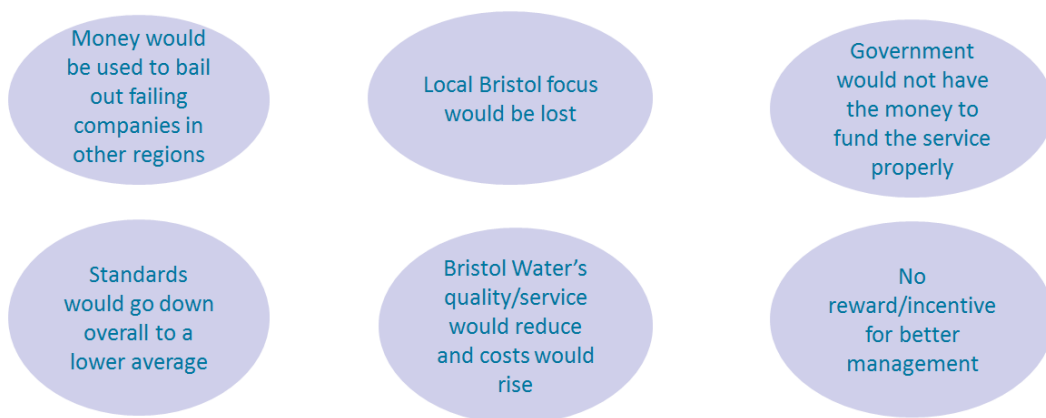 Money would
be used to bail
out failing
companies in
other regions
Local Bristol focus
would be lost
Government
would not have
the money to
fund the service
properly
Standards
would go down
overall to a
lower average
Bristol Water’s
quality/service
would reduce
and costs would
rise
No
reward/incentive
for better
management